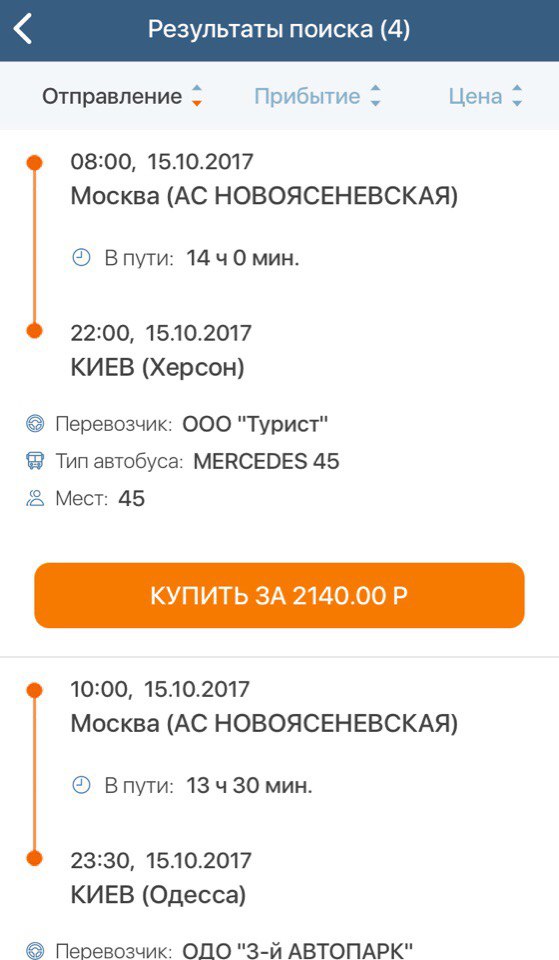 Результаты поиска (4)
Отправление Прибытие Цена
08:00, 15.10.2017
Москва (АС НОВОЯСЕНЕВСКАЯ)
В пути: 14 ч 0 мин.
22:00, 15.10.2017
КИЕВ (Херсон)
Перевозчик: ООО "Турист"
Тип автобуса: MERCEDES 45
Мест: 45
КУПИТЬ ЗА 2140.00 Р
10:00, 15.10.2017
Москва (АС НОВОЯСЕНЕВСКАЯ)
В пути: 13 ч 30 мин.
23:30, 15.10.2017
КИЕВ (Одесса)
Перевозчик: ОДО "3-й АВТОПАРК"